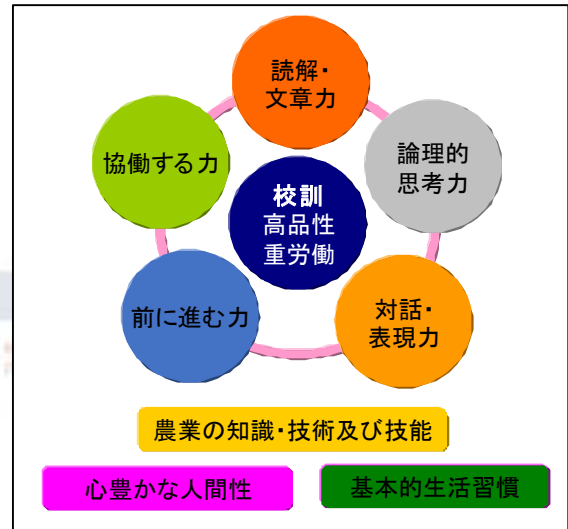 読解・
文章力
協働する力
論理的
思考力
校訓
高品性
重労働
前に進む力
対話・
表現力
農業の知識・技術及び技能
心豊かな人間性
基本的生活習慣